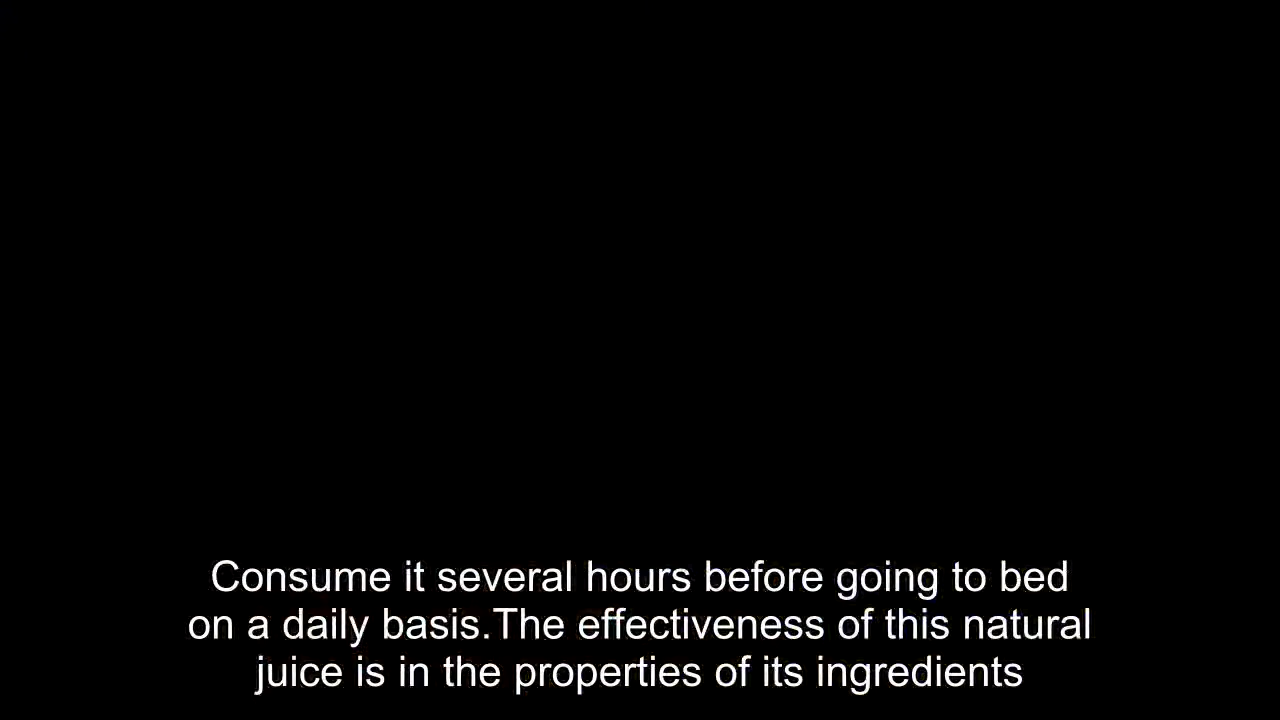 Consume it several hours before going to bed
on a daily basis.The effectiveness of this natural
juice is in the properties of its ingredients